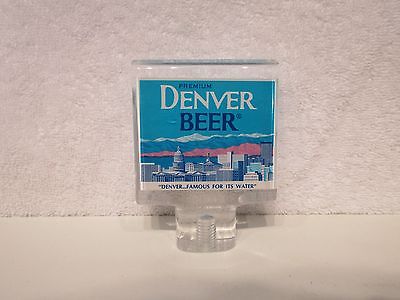 PREMIUM
DENVER
BEER®
"DENVER...FAMOUS FOR ITS WATER"